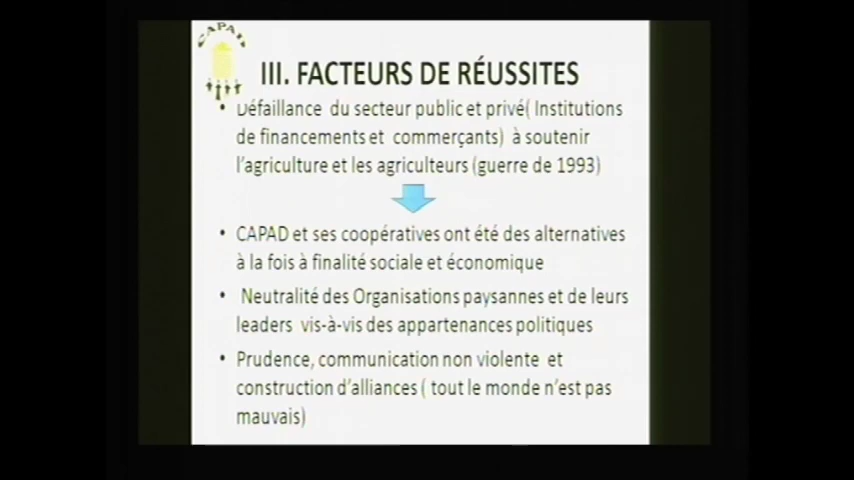 CAPAD
III. FACTEURS DE RÉUSSITES
• Défaillance du secteur public et privé( Institutions
de financements et commerçants) à soutenir
l'agriculture et les agriculteurs (guerre de 1993)
• CAPAD et ses coopératives ont été des alternatives
à la fois à finalité sociale et économique
• Neutralité des Organisations paysannes et de leurs
leaders vis-à-vis des appartenances politiques
• Prudence, communication non violente et
construction d'alliances ( tout le monde n'est pas
mauvais)